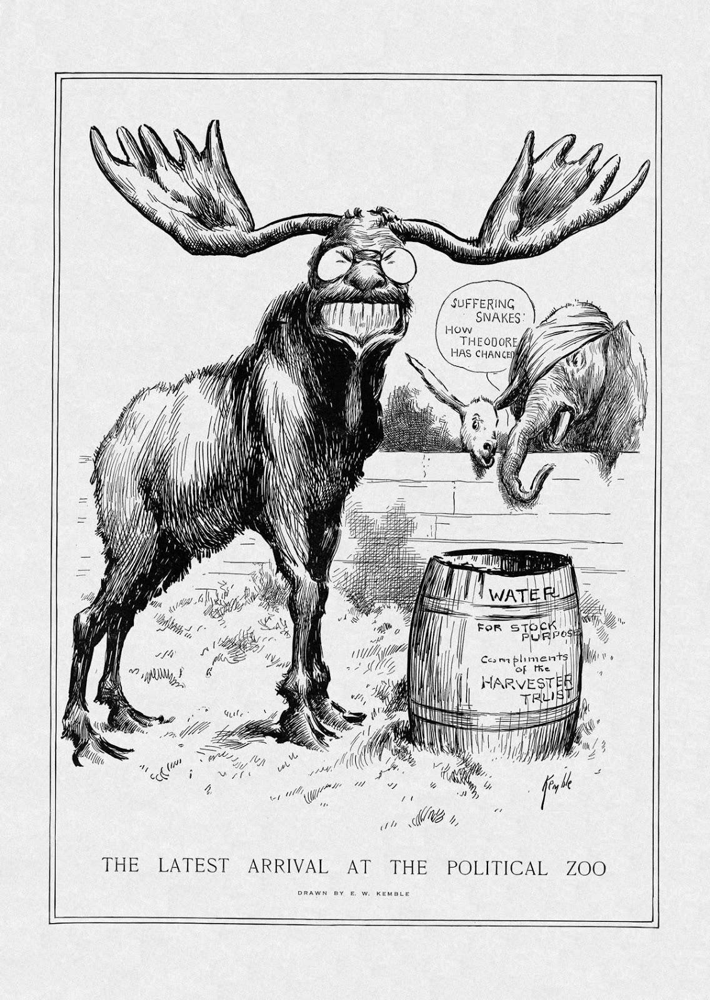 SUFFERING
SNAKES:
HOW
THEODORE
HAS CHANGED
WATER
FOR STOCK
PURPOSES
Compliments
of the
HARVESTER
TRUST
Kemble
THE LATEST ARRIVAL AT THE POLITICAL ZOO
DRAWN BY E. W. KEMBLE